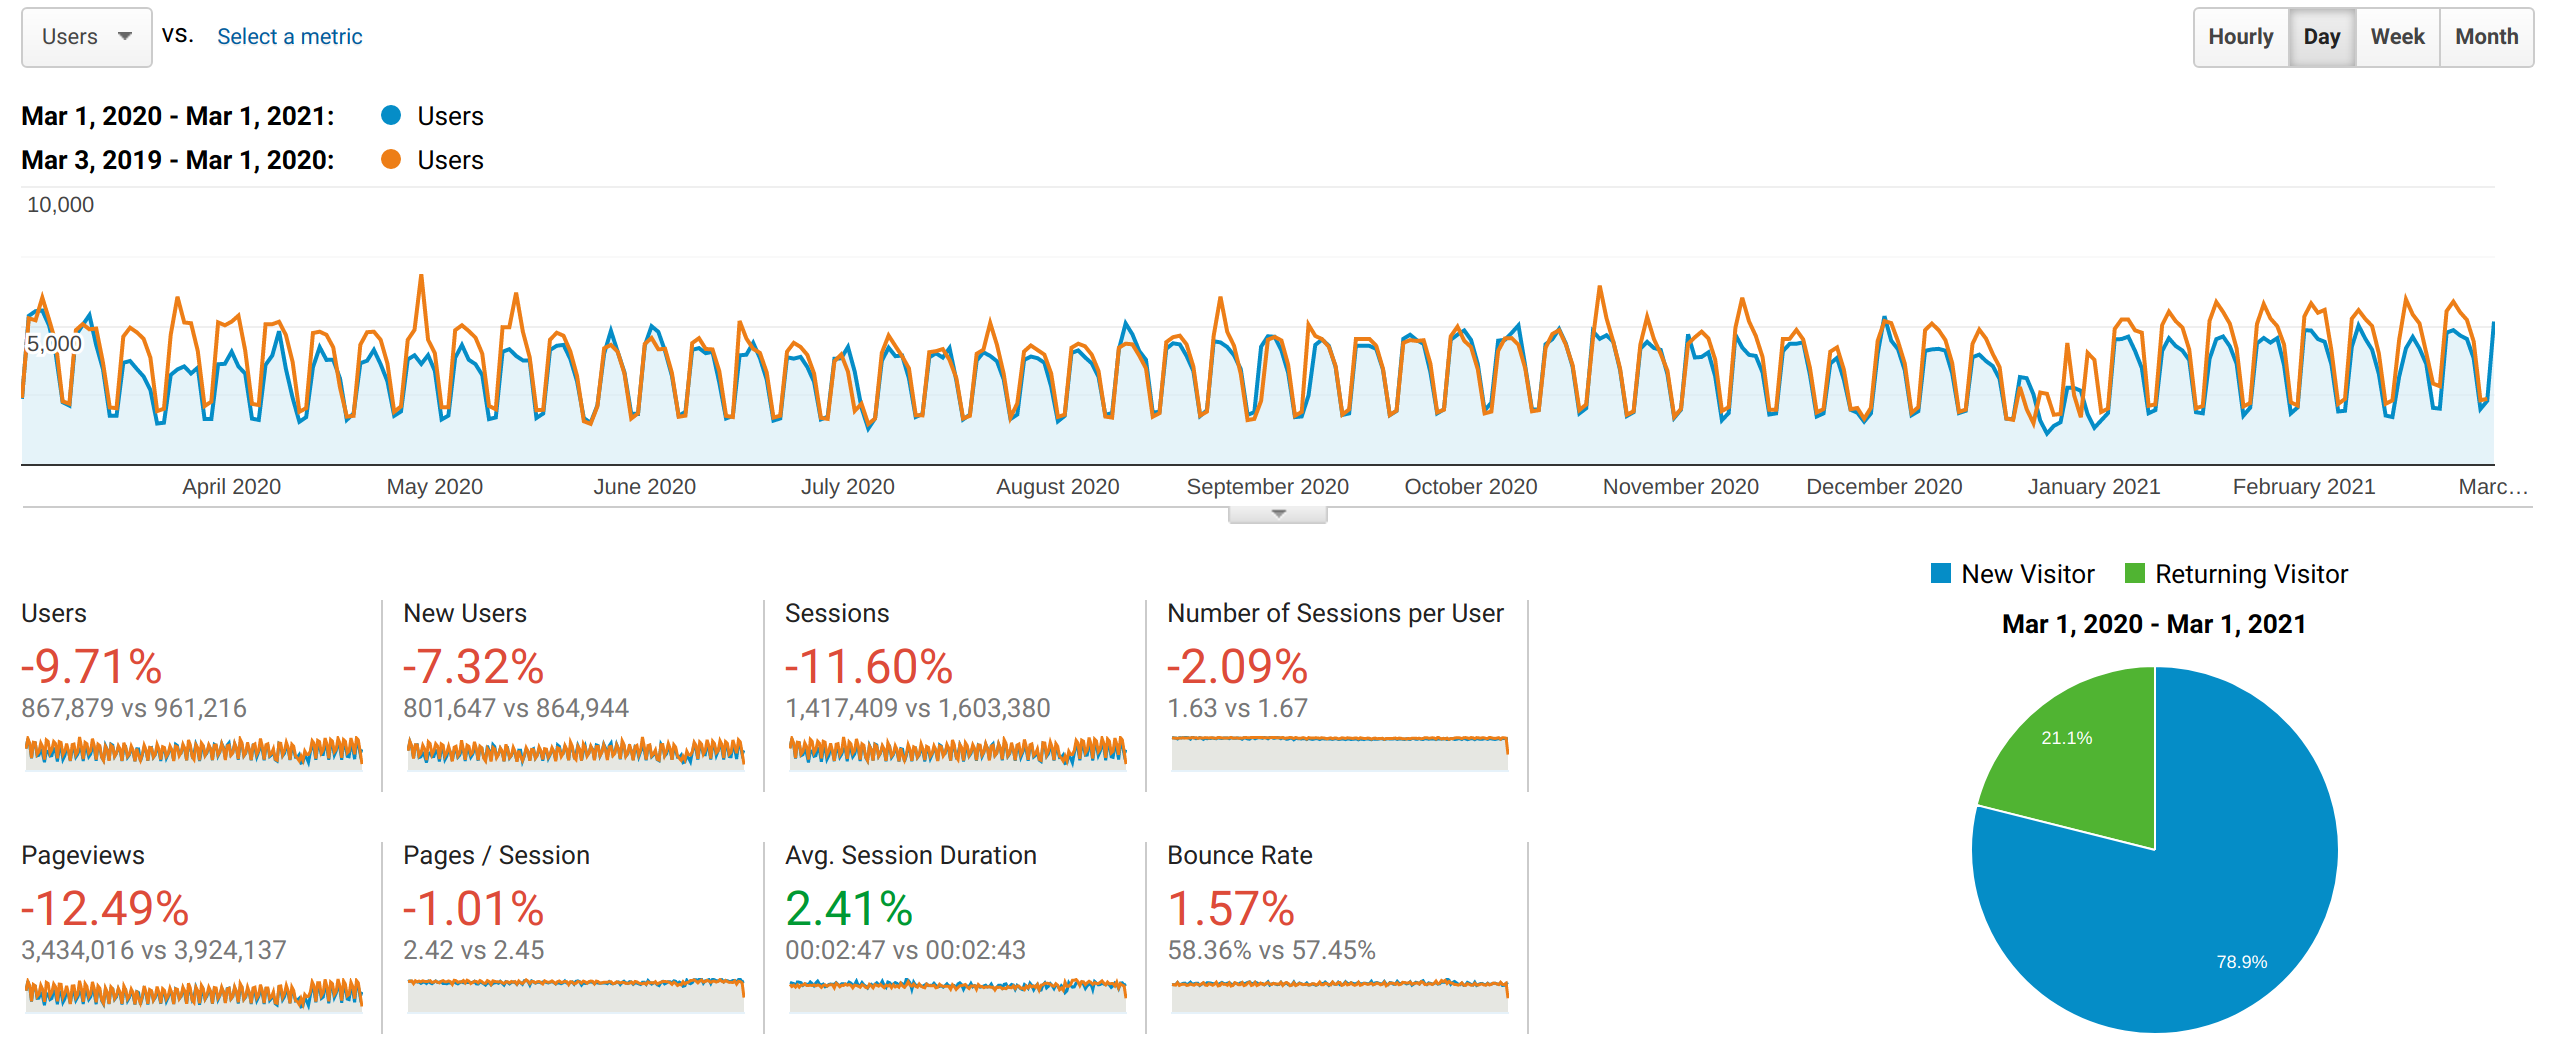 Users vs. Select a metric
Hourly Day Week Month
Mar 1, 2020 - Mar 1, 2021: Users
Mar 3, 2019 - Mar 1, 2020: Users
10,000
5,000
April 2020 May 2020 June 2020 July 2020 August 2020 September 2020 October 2020 November 2020 December 2020 January 2021 February 2021 Marc...
New Visitor Returning Visitor
Mar 1, 2020 - Mar 1, 2021
21.1%
78.9%
Users
-9.71%
867,879 vs 961,216
New Users
-7.32%
801,647 vs 864,944
Sessions
-11.60%
1,417,409 vs 1,603,380
Number of Sessions per User
-2.09%
1.63 vs 1.67
Pageviews
-12.49%
3,434,016 vs 3,924,137
Pages / Session
-1.01%
2.42 vs 2.45
Avg. Session Duration
2.41%
00:02:47 vs 00:02:43
Bounce Rate
1.57%
58.36% vs 57.45%